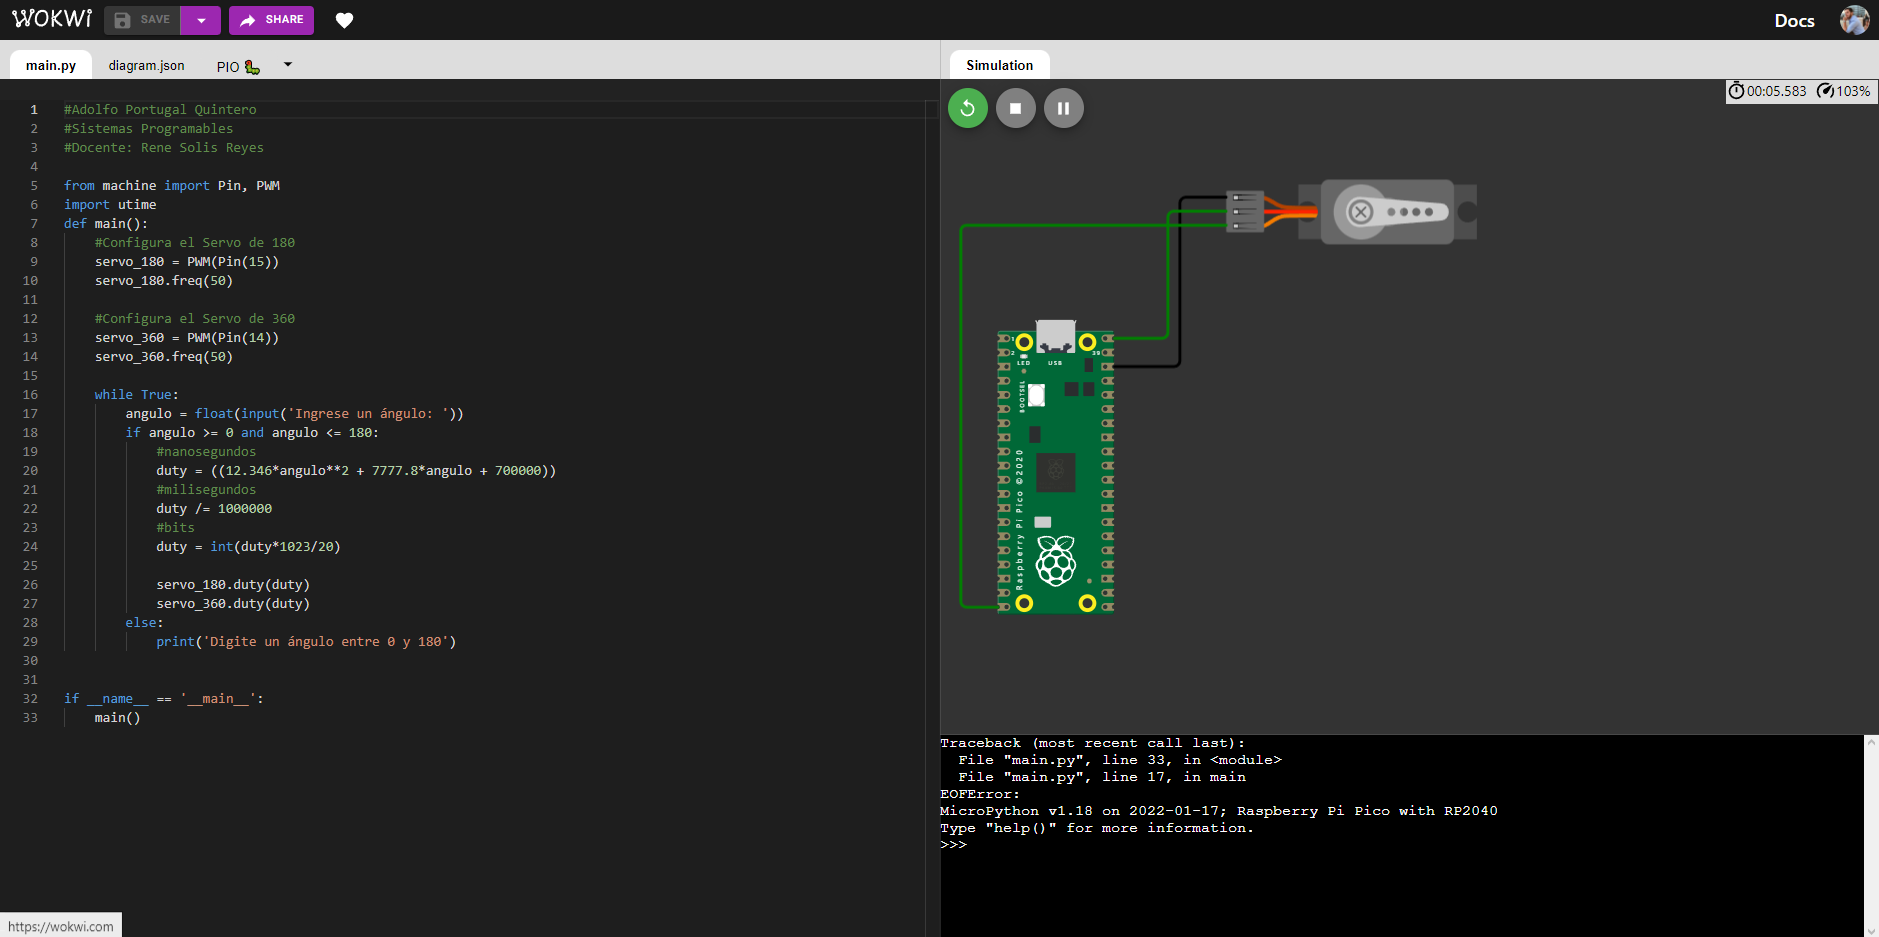 WOKWI SAVE SHARE Docs
main.py diagram.json PIO
Simulation
00:05.583 103%
1 #Adolfo Portugal Quintero
2 #Sistemas Programables
3 #Docente: Rene Solis Reyes
4
5 from machine import Pin, PWM
6 import utime
7 def main():
8 #Configura el Servo de 180
9 servo_180 = PWM(Pin(15))
10 servo_180.freq(50)
11
12 #Configura el Servo de 360
13 servo_360 = PWM(Pin(14))
14 servo_360.freq(50)
15
16 while True:
17 angulo = float(input('Ingrese un ángulo: '))
18 if angulo >= 0 and angulo <= 180:
19 #nanosegundos
20 duty = ((12.346*angulo**2 + 7777.8*angulo + 700000))
21 #milisegundos
22 duty /= 1000000
23 #bits
24 duty = int(duty*1023/20)
25
26 servo_180.duty(duty)
27 servo_360.duty(duty)
28 else:
29 print('Digite un ángulo entre 0 y 180')
30
31
32 if __name__ == '__main__':
33 main()
1
2 39
LED USB
BOOTSEL
Raspberry Pi Pico ©2020
Traceback (most recent call last):
File "main.py", line 33, in <module>
File "main.py", line 17, in main
EOFError:
MicroPython v1.18 on 2022-01-17; Raspberry Pi Pico with RP2040
Type "help()" for more information.
>>>
https://wokwi.com